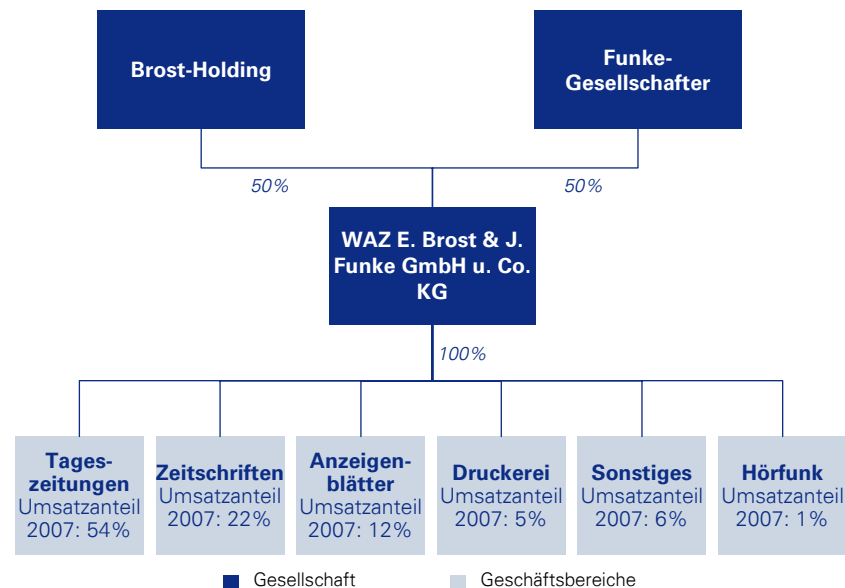 Brost-Holding
Funke-
Gesellschafter
50%
50%
WAZ E. Brost & J.
Funke GmbH u. Co.
KG
100%
Tages-
zeitungen
Umsatzanteil
2007: 54%
Zeitschriften
Umsatzanteil
2007: 22%
Anzeigen-
blätter
Umsatzanteil
2007: 12%
Druckerei
Umsatzanteil
2007: 5%
Sonstiges
Umsatzanteil
2007: 6%
Hörfunk
Umsatzanteil
2007: 1%
Gesellschaft
Geschäftsbereiche